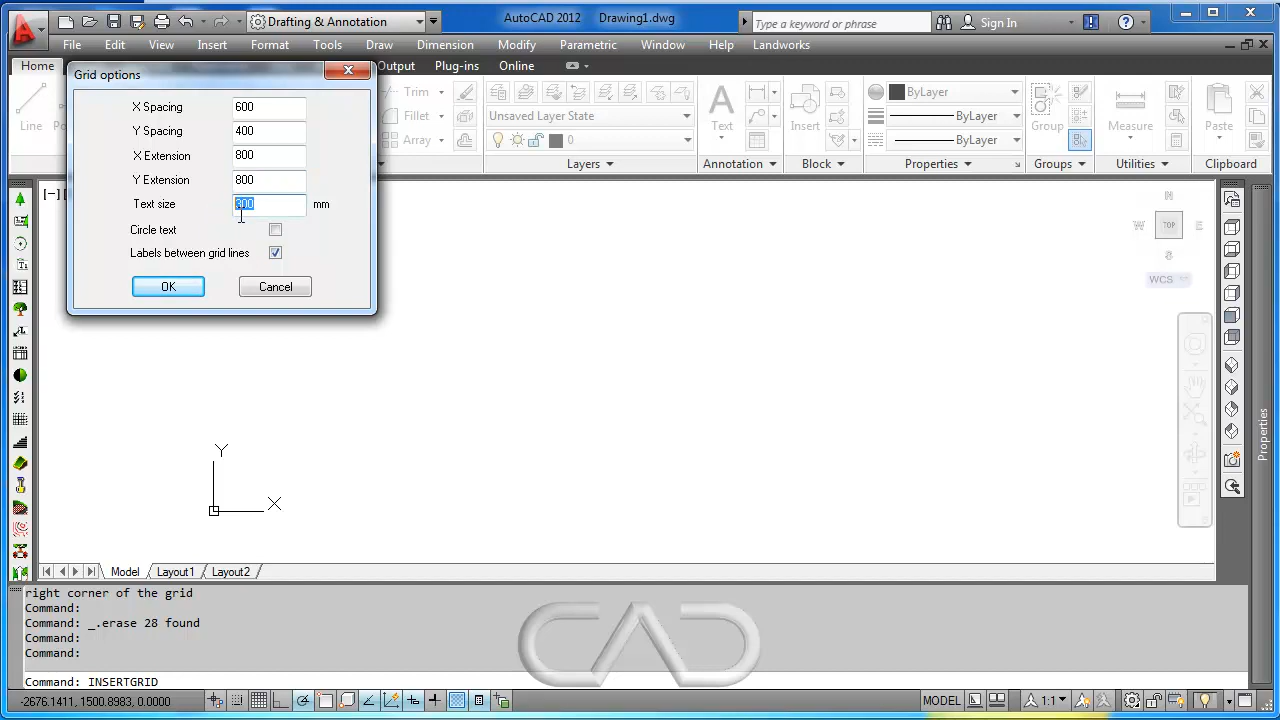 Drafting & Annotation
AutoCAD 2012 Drawing1.dwg
Type a keyword or phrase
Sign In
File Edit View Insert Format Tools Draw Dimension Modify Parametric Window Help Landworks
Home
Output Plug-ins Online
Grid options
X Spacing 600
Y Spacing 400
X Extension 800
Y Extension 800
Text size 300 mm
Circle text
Labels between grid lines
OK Cancel
Line
Trim
Fillet
Array
Unsaved Layer State
0
Layers
Text
Annotation
Insert
Block
ByLayer
ByLayer
ByLayer
Properties
Group
Groups
Measure
Utilities
Paste
Clipboard
[–]
N
W TOP E
S
WCS
Properties
Y
X
Model Layout1 Layout2
right corner of the grid
Command:
Command: _.erase 28 found
Command:
Command:
Command: INSERTGRID
CAD
-2676.1411, 1500.8983, 0.0000
MODEL
1:1